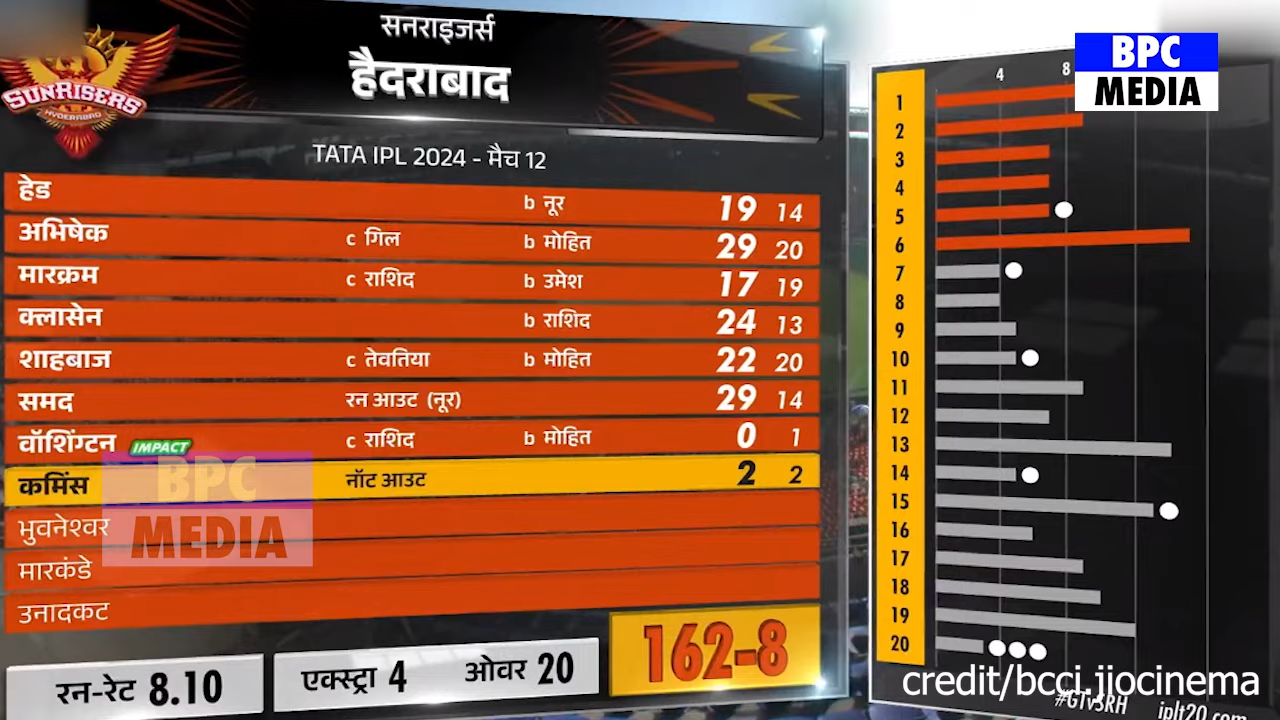 सनराइजर्स
हैदराबाद
SUNRISERS
HYDERABAD
TATA IPL 2024 - मैच 12
हेड b नूर 19 14
अभिषेक c गिल b मोहित 29 20
मारक्रम c राशिद b उमेश 17 19
क्लासेन b राशिद 24 13
शाहबाज c तेवतिया b मोहित 22 20
समद रन आउट (नूर) 29 14
वॉशिंग्टन IMPACT c राशिद b मोहित 0 1
कमिंस नॉट आउट 2 2
भुवनेश्वर
मारकंडे
उनादकट
BPC
MEDIA
रन-रेट 8.10 एक्स्ट्रा 4 ओवर 20 162-8
BPC
MEDIA
4 8
1
2
3
4
5
6
7
8
9
10
11
12
13
14
15
16
17
18
19
20
credit/bcci.jiocinema
#GTvSRH iplt20.com